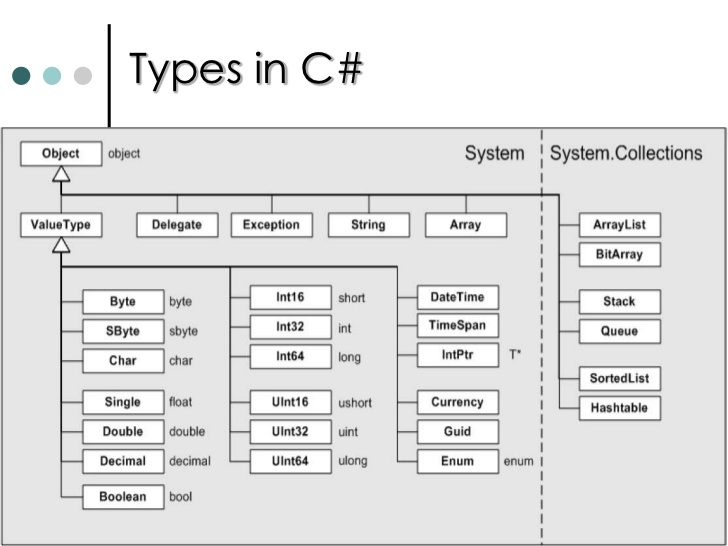 Types in C#
Object object
System
System.Collections
ValueType Delegate Exception String Array
ArrayList
BitArray
Stack
Queue
SortedList
Hashtable
Byte byte
SByte sbyte
Char char
Single float
Double double
Decimal decimal
Boolean bool
Int16 short
Int32 int
Int64 long
UInt16 ushort
UInt32 uint
UInt64 ulong
DateTime
TimeSpan
IntPtr T*
Currency
Guid
Enum enum